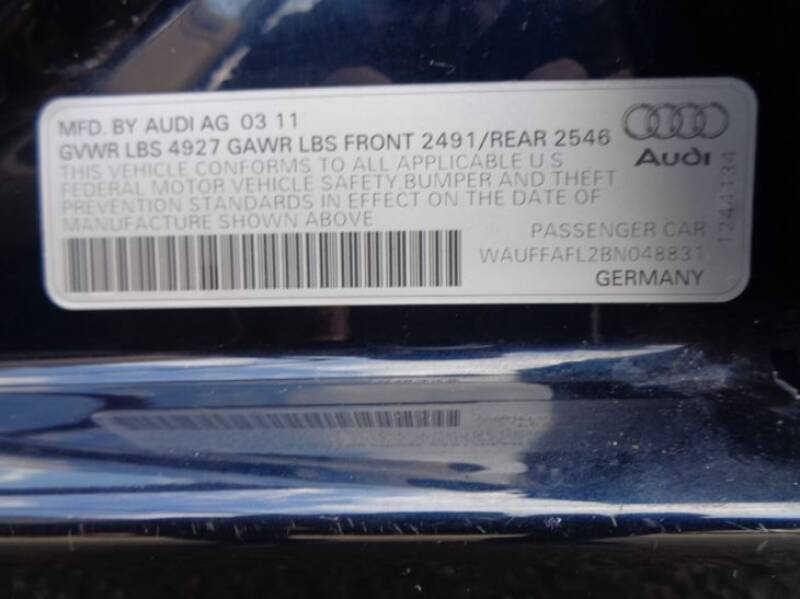 MFD. BY AUDI AG 03 11
GVWR LBS 4927 GAWR LBS FRONT 2491/REAR 2546
THIS VEHICLE CONFORMS TO ALL APPLICABLE U S
FEDERAL MOTOR VEHICLE SAFETY, BUMPER AND THEFT
PREVENTION STANDARDS IN EFFECT ON THE DATE OF
MANUFACTURE SHOWN ABOVE
PASSENGER CAR
WAUFFAFL2BN048831
GERMANY
Audi
1244134